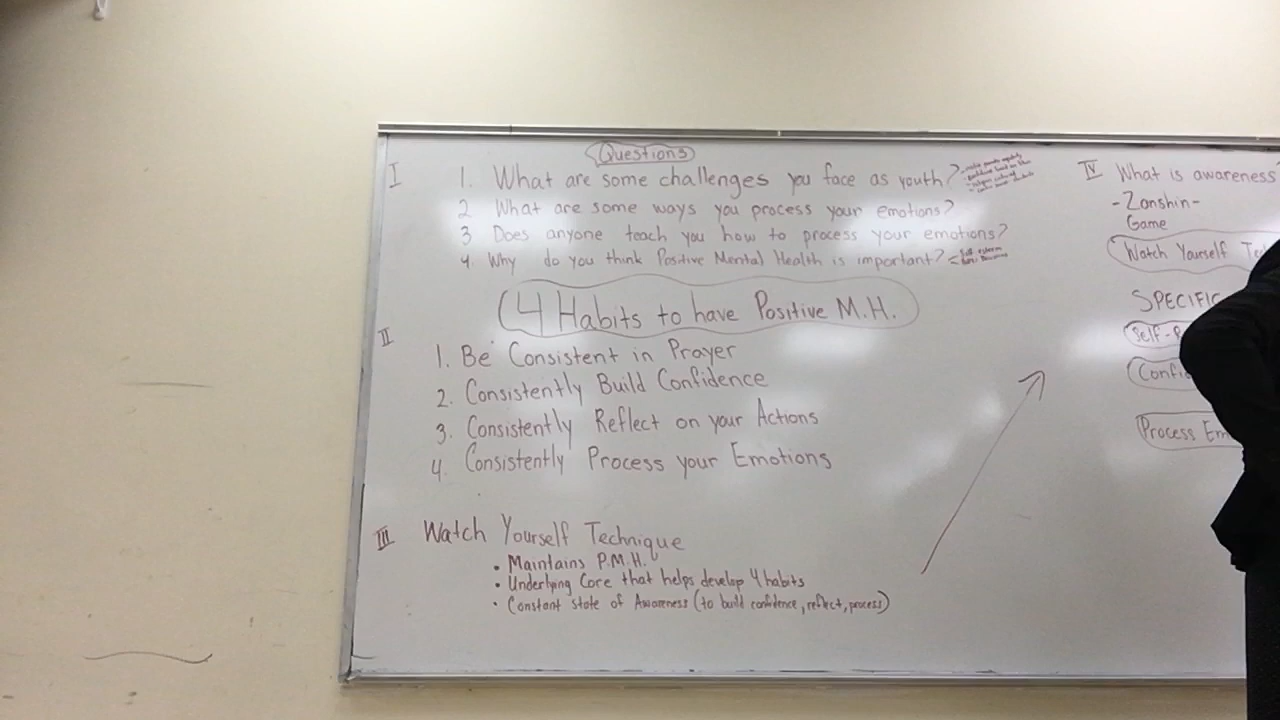 Questions
I
1. What are some challenges you face as youth?
2 What are some ways you process your emotions?
3 Does anyone teach you how to process your emotions?
4. Why do you think Positive Mental Health is important?
4 Habits to have Positive M.H.
II
1. Be Consistent in Prayer
2. Consistently Build Confidence
3. Consistently Reflect on your Actions
4. Consistently Process your Emotions
III Watch Yourself Technique
• Maintains P.M.H.
• Underlying Core that helps develop 4 habits
• Constant state of Awareness (to build confidence, reflect, process)
IV What is awareness
- Zanshin -
Game
Watch Yourself
SPECIFIC
Self-
Process